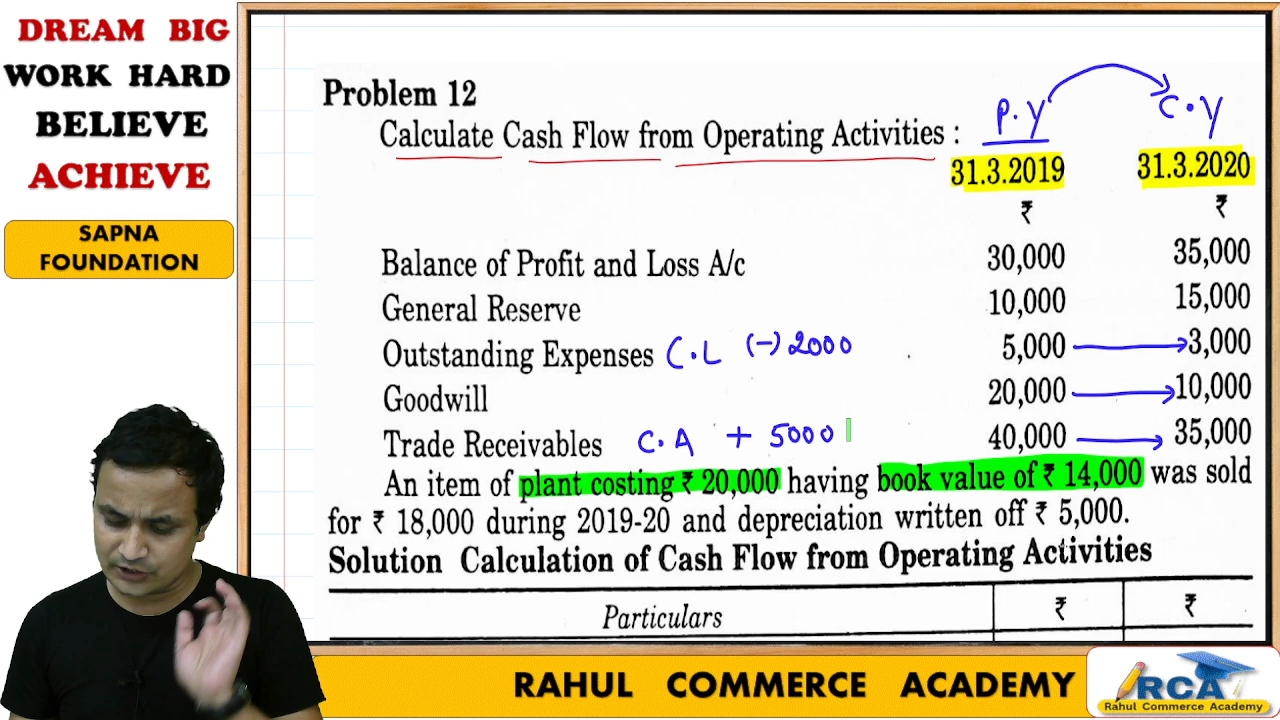 DREAM BIG
WORK HARD
BELIEVE
ACHIEVE
SAPNA
FOUNDATION
Problem 12
Calculate Cash Flow from Operating Activities :
P.Y C.Y
31.3.2019 31.3.2020
₹ ₹
Balance of Profit and Loss A/c 30,000 35,000
General Reserve 10,000 15,000
Outstanding Expenses C.L (-) 2000 5,000 3,000
Goodwill 20,000 10,000
Trade Receivables C.A + 5000 40,000 35,000
An item of plant costing ₹ 20,000 having book value of ₹ 14,000 was sold
for ₹ 18,000 during 2019-20 and depreciation written off ₹ 5,000.
Solution Calculation of Cash Flow from Operating Activities
Particulars ₹ ₹
RAHUL COMMERCE ACADEMY
RCA
Rahul Commerce Academy